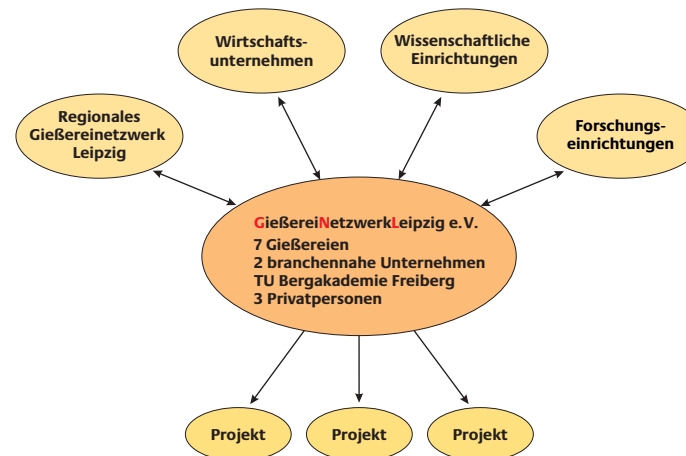 Wirtschafts-
unternehmen
Wissenschaftliche
Einrichtungen
Regionales
Gießereinetzwerk
Leipzig
Forschungs-
einrichtungen
GießereiNetzwerkLeipzig e.V.
7 Gießereien
2 branchennahe Unternehmen
TU Bergakademie Freiberg
3 Privatpersonen
Projekt
Projekt
Projekt